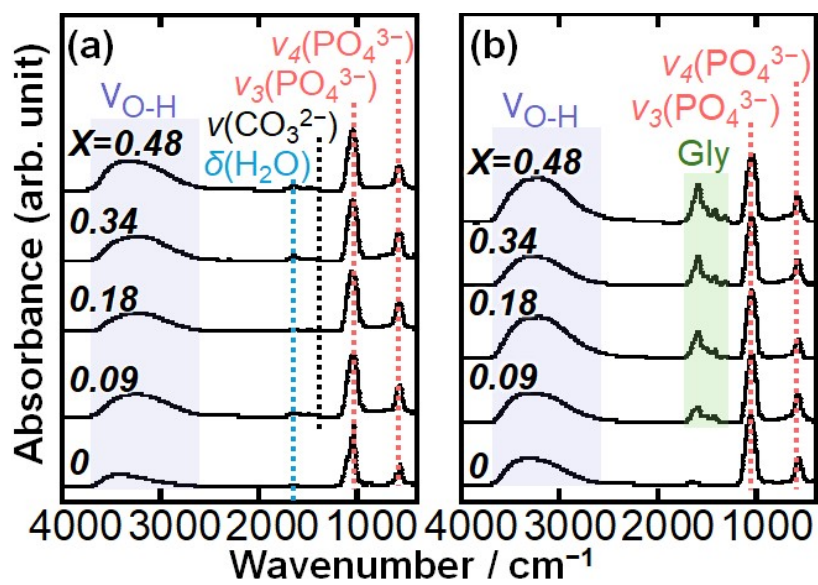 Absorbance (arb. unit)
(a)
ν4(PO4³⁻)
ν3(PO4³⁻)
νO-H
ν(CO3²⁻)
δ(H2O)
X=0.48
0.34
0.18
0.09
0
4000 3000 2000 1000
(b)
ν4(PO4³⁻)
ν3(PO4³⁻)
νO-H
Gly
X=0.48
0.34
0.18
0.09
0
4000 3000 2000 1000
Wavenumber / cm⁻¹